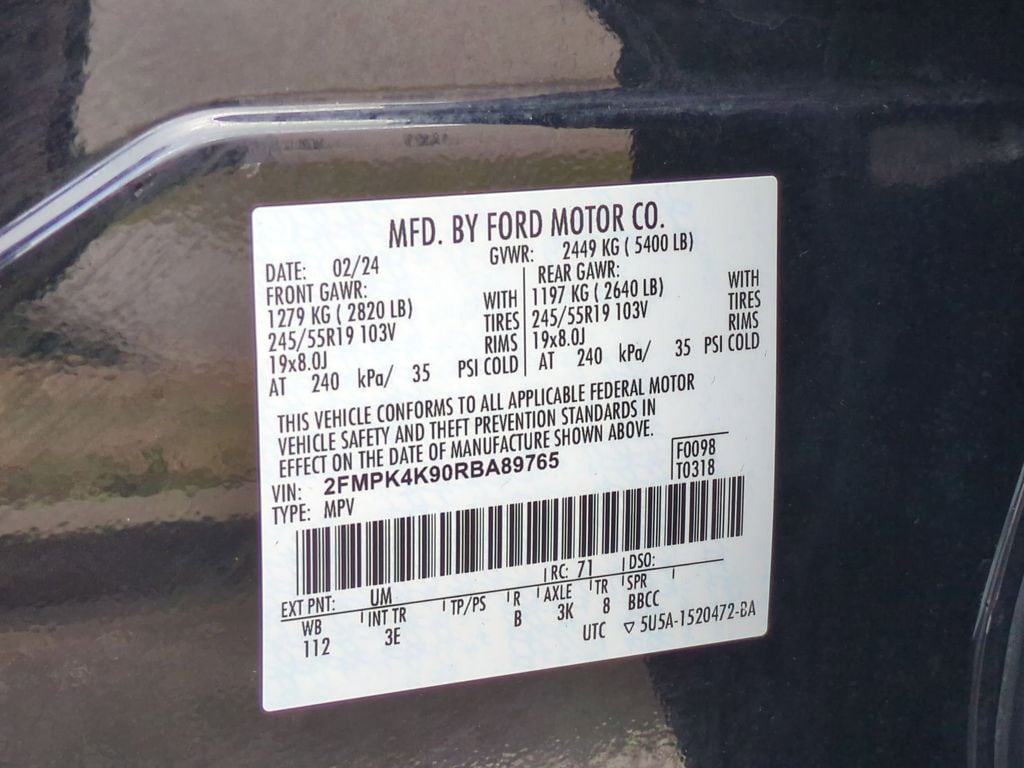 MFD. BY FORD MOTOR CO.
DATE: 02/24 GVWR: 2449 KG ( 5400 LB)
FRONT GAWR: REAR GAWR:
1279 KG ( 2820 LB) WITH 1197 KG ( 2640 LB) WITH
245/55R19 103V TIRES 245/55R19 103V TIRES
19x8.0J RIMS 19x8.0J RIMS
AT 240 kPa/ 35 PSI COLD AT 240 kPa/ 35 PSI COLD
THIS VEHICLE CONFORMS TO ALL APPLICABLE FEDERAL MOTOR
VEHICLE SAFETY AND THEFT PREVENTION STANDARDS IN
EFFECT ON THE DATE OF MANUFACTURE SHOWN ABOVE.
F0098
VIN: 2FMPK4K90RBA89765 T0318
TYPE: MPV
EXT PNT: UM RC: 71 DSO:
WB INT TR TP/PS R AXLE TR SPR
112 3E B 3K 8 BBCC
UTC ▽ 5U5A-1520472-BA